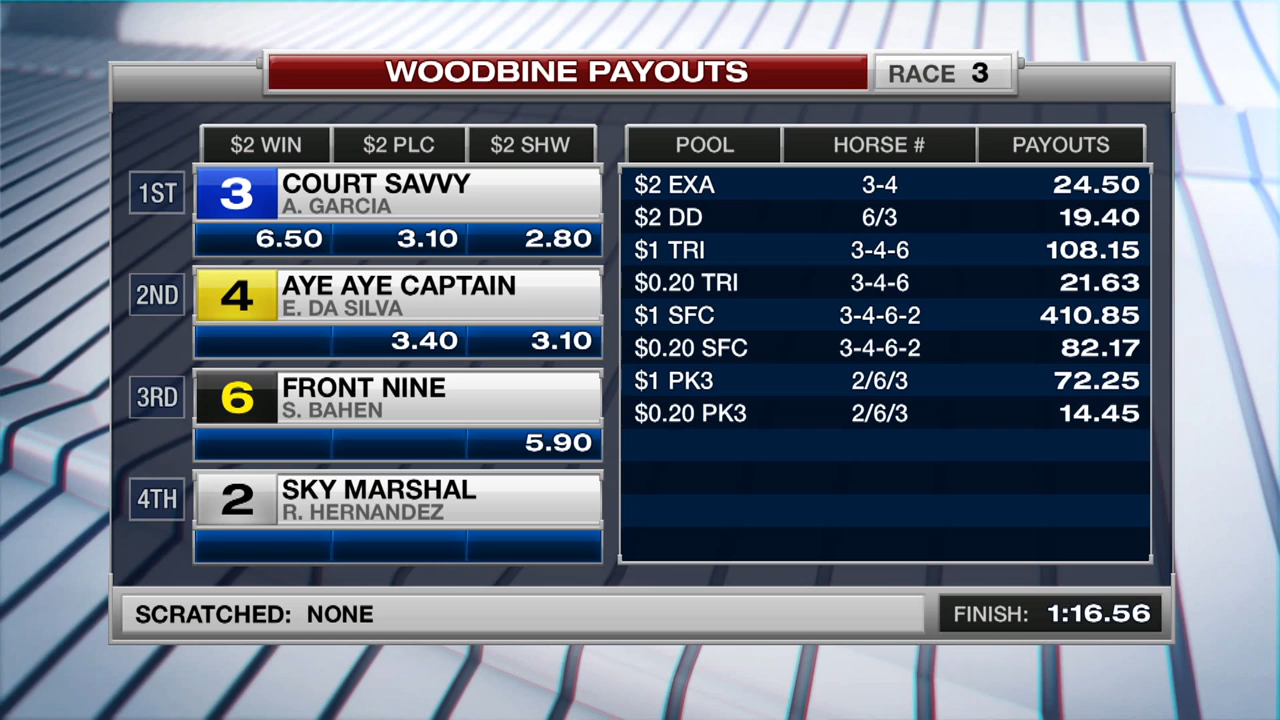 WOODBINE PAYOUTS
RACE 3
$2 WIN $2 PLC $2 SHW
1ST 3 COURT SAVVY
A. GARCIA
6.50 3.10 2.80
2ND 4 AYE AYE CAPTAIN
E. DA SILVA
3.40 3.10
3RD 6 FRONT NINE
S. BAHEN
5.90
4TH 2 SKY MARSHAL
R. HERNANDEZ
POOL HORSE # PAYOUTS
$2 EXA 3-4 24.50
$2 DD 6/3 19.40
$1 TRI 3-4-6 108.15
$0.20 TRI 3-4-6 21.63
$1 SFC 3-4-6-2 410.85
$0.20 SFC 3-4-6-2 82.17
$1 PK3 2/6/3 72.25
$0.20 PK3 2/6/3 14.45
SCRATCHED: NONE
FINISH: 1:16.56